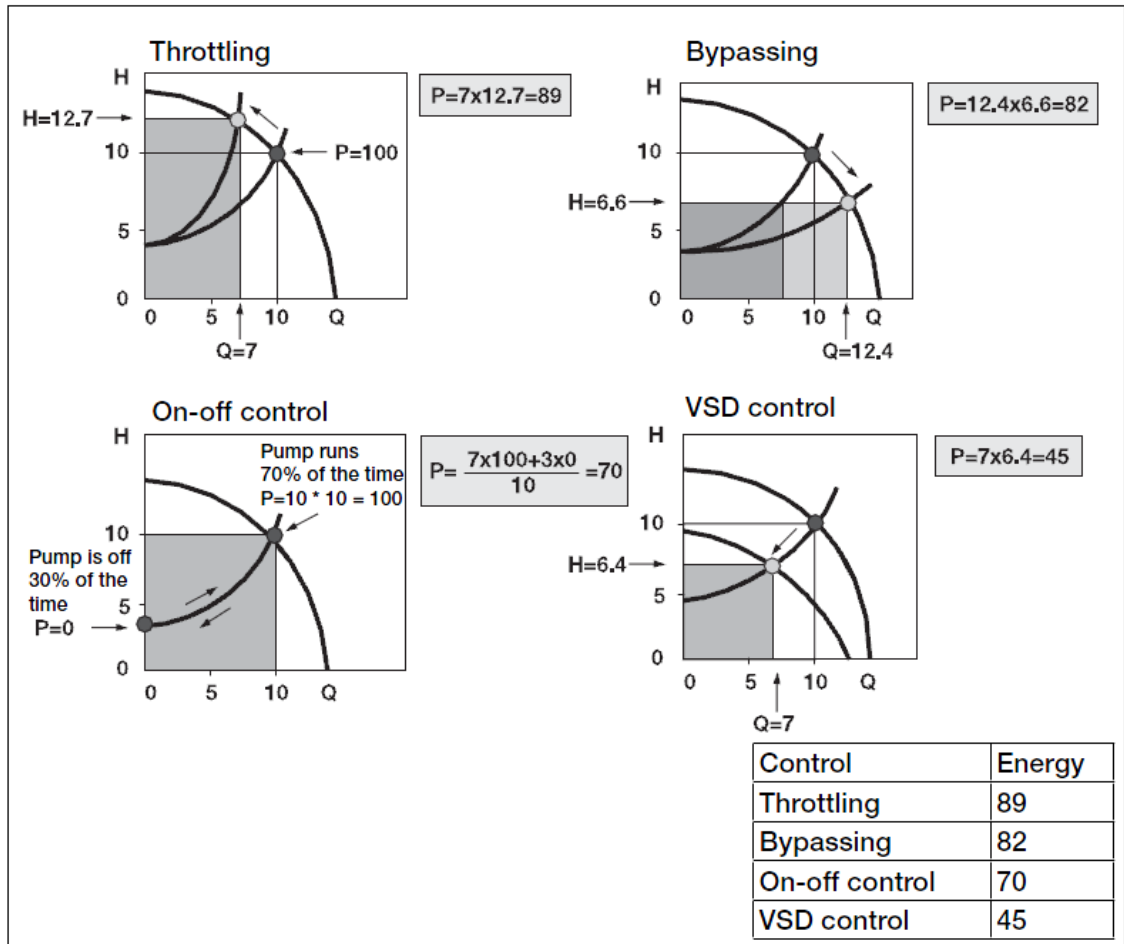 Throttling
H
P=7x12.7=89
H=12.7
10
P=100
5
0
0 5 10 Q
Q=7
Bypassing
H
P=12.4x6.6=82
10
H=6.6
5
0
0 5 10 Q
Q=12.4
On-off control
H
Pump runs
70% of the time
P=10 * 10 = 100
P= 7x100+3x0 =70
10
10
Pump is off
30% of the
time
5
P=0
0
0 5 10 Q
VSD control
H
P=7x6.4=45
10
H=6.4
5
0
0 5 10 Q
Q=7
Control Energy
Throttling 89
Bypassing 82
On-off control 70
VSD control 45